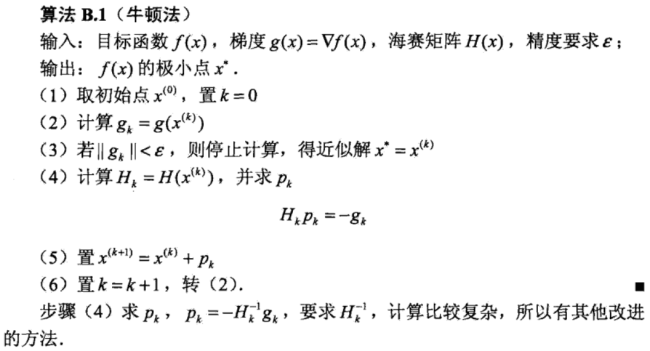 算法 B.1（牛顿法）
输入：目标函数 f(x)，梯度 g(x)=∇f(x)，海赛矩阵 H(x)，精度要求 ε；
输出：f(x) 的极小点 x*．
（1）取初始点 x^(0)，置 k=0
（2）计算 g_k=g(x^(k))
（3）若‖g_k‖<ε，则停止计算，得近似解 x*=x^(k)
（4）计算 H_k=H(x^(k))，并求 p_k
H_k p_k=-g_k
（5）置 x^(k+1)=x^(k)+p_k
（6）置 k=k+1，转（2）．
步骤（4）求 p_k，p_k=-H_k^{-1}g_k，要求 H_k^{-1}，计算比较复杂，所以有其他改进
的方法．